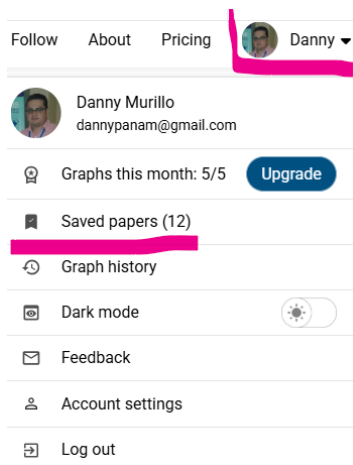 Follow About Pricing Danny
Danny Murillo
dannypanam@gmail.com
Graphs this month: 5/5 Upgrade
Saved papers (12)
Graph history
Dark mode
Feedback
Account settings
Log out